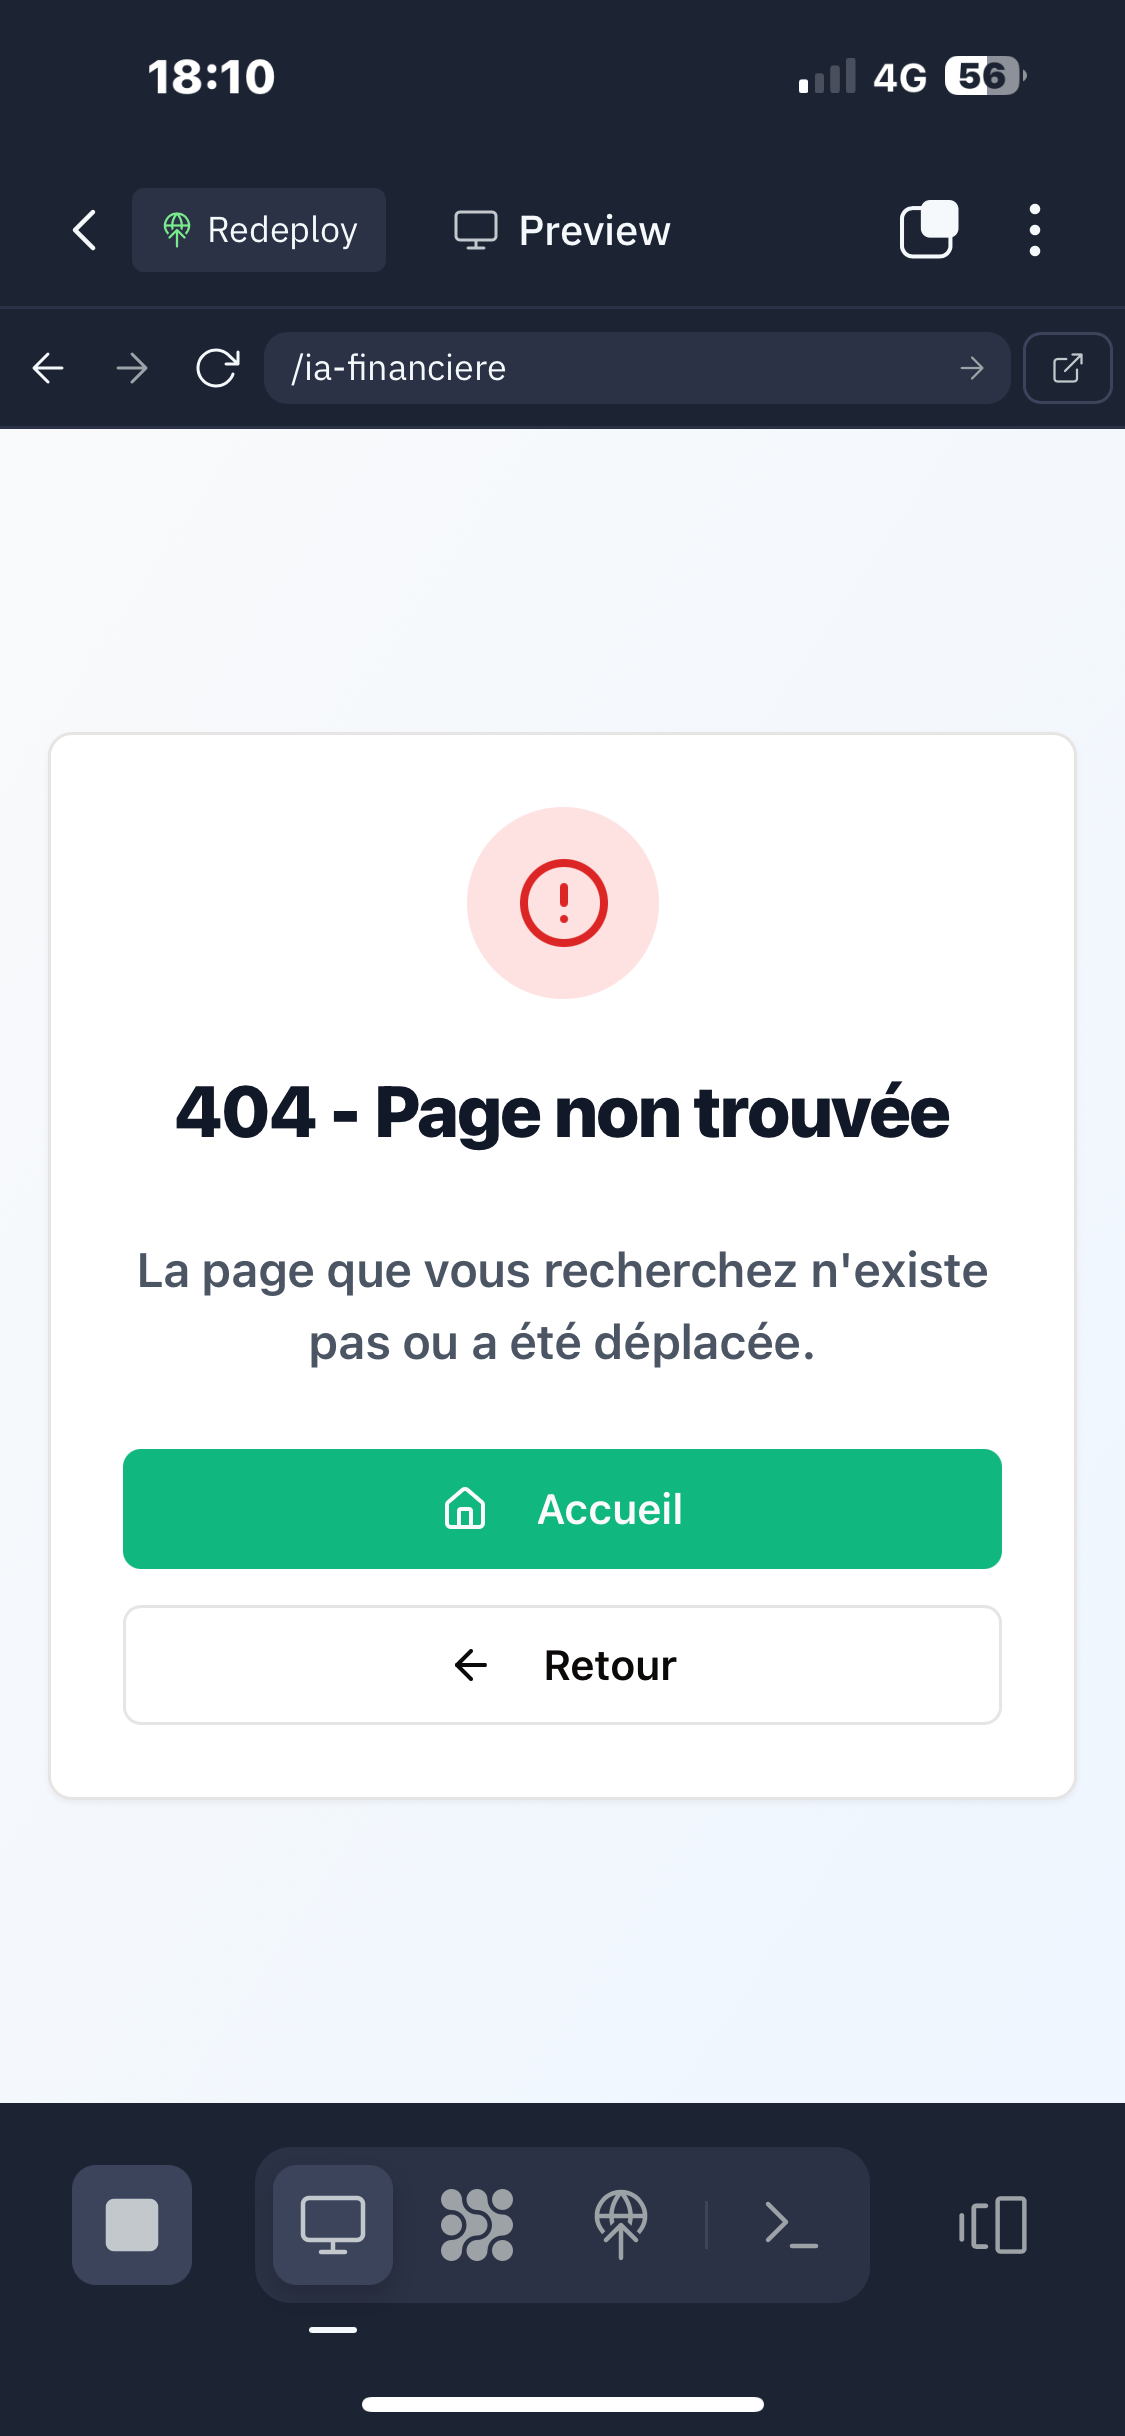 18:10
4G 56
Redeploy
Preview
/ia-financiere
404 - Page non trouvée
La page que vous recherchez n'existe
pas ou a été déplacée.
Accueil
Retour